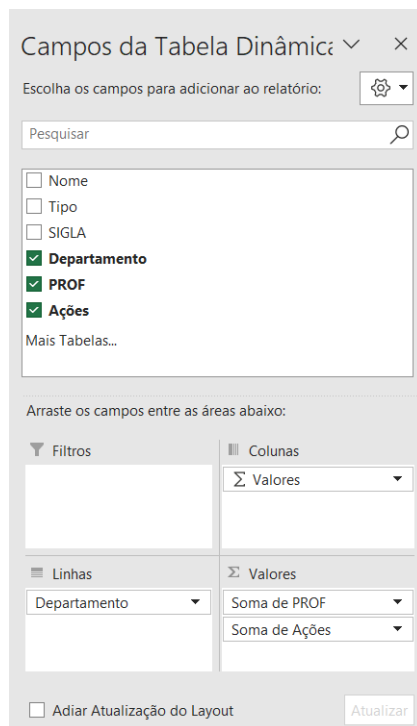 Campos da Tabela Dinâmica
Escolha os campos para adicionar ao relatório:
Pesquisar
Nome
Tipo
SIGLA
Departamento
PROF
Ações
Mais Tabelas...
Arraste os campos entre as áreas abaixo:
Filtros
Colunas
Σ Valores
Linhas
Departamento
Σ Valores
Soma de PROF
Soma de Ações
Adiar Atualização do Layout
Atualizar